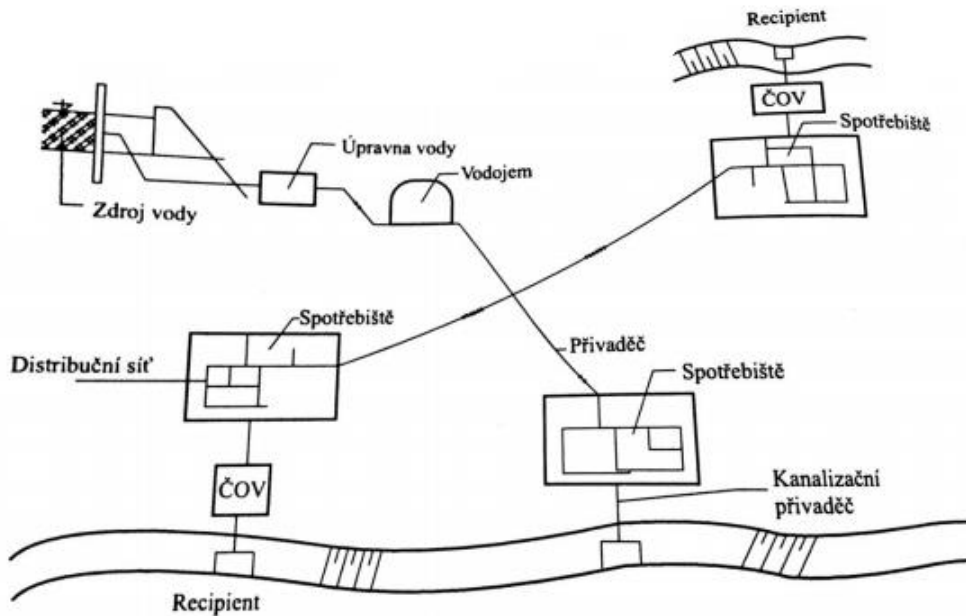 Recipient
ČOV
Spotřebiště
Úpravna vody
Vodojem
Zdroj vody
Spotřebiště
Distribuční síť
Přivaděč
Spotřebiště
ČOV
Kanalizační
přivaděč
Recipient